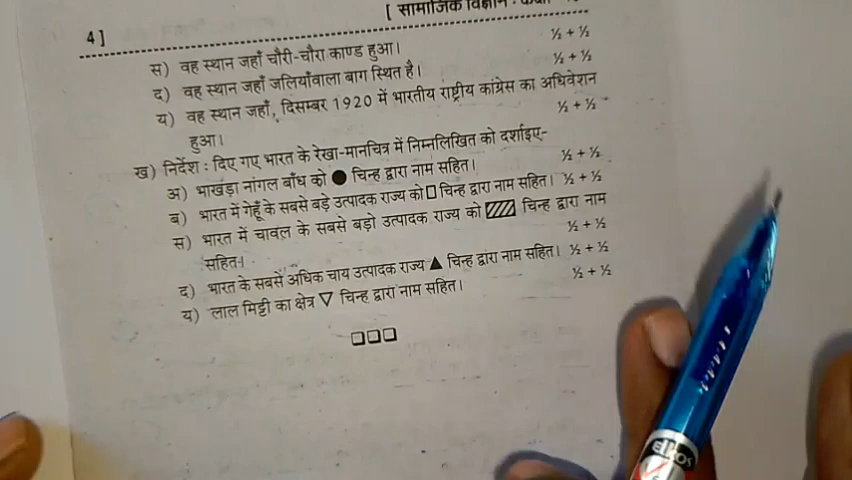 4]
[ सामाजिक विज्ञान : कक्षा
स) वह स्थान जहाँ चौरी-चौरा काण्ड हुआ। ½ + ½
द) वह स्थान जहाँ जलियाँवाला बाग स्थित है। ½ + ½
य) वह स्थान जहाँ, दिसम्बर 1920 में भारतीय राष्ट्रीय कांग्रेस का अधिवेशन
हुआ। ½ + ½
ख) निर्देश : दिए गए भारत के रेखा-मानचित्र में निम्नलिखित को दर्शाइए-
अ) भाखड़ा नांगल बाँध को ● चिन्ह द्वारा नाम सहित। ½ + ½
ब) भारत में गेहूँ के सबसे बड़े उत्पादक राज्य को □ चिन्ह द्वारा नाम सहित। ½ + ½
स) भारत में चावल के सबसे बड़ो उत्पादक राज्य को ▨ चिन्ह द्वारा नाम
सहित। ½ + ½
द) भारत के सबसे अधिक चाय उत्पादक राज्य ▲ चिन्ह द्वारा नाम सहित। ½ + ½
य) लाल मिट्टी का क्षेत्र ▽ चिन्ह द्वारा नाम सहित। ½ + ½
❑❑❑